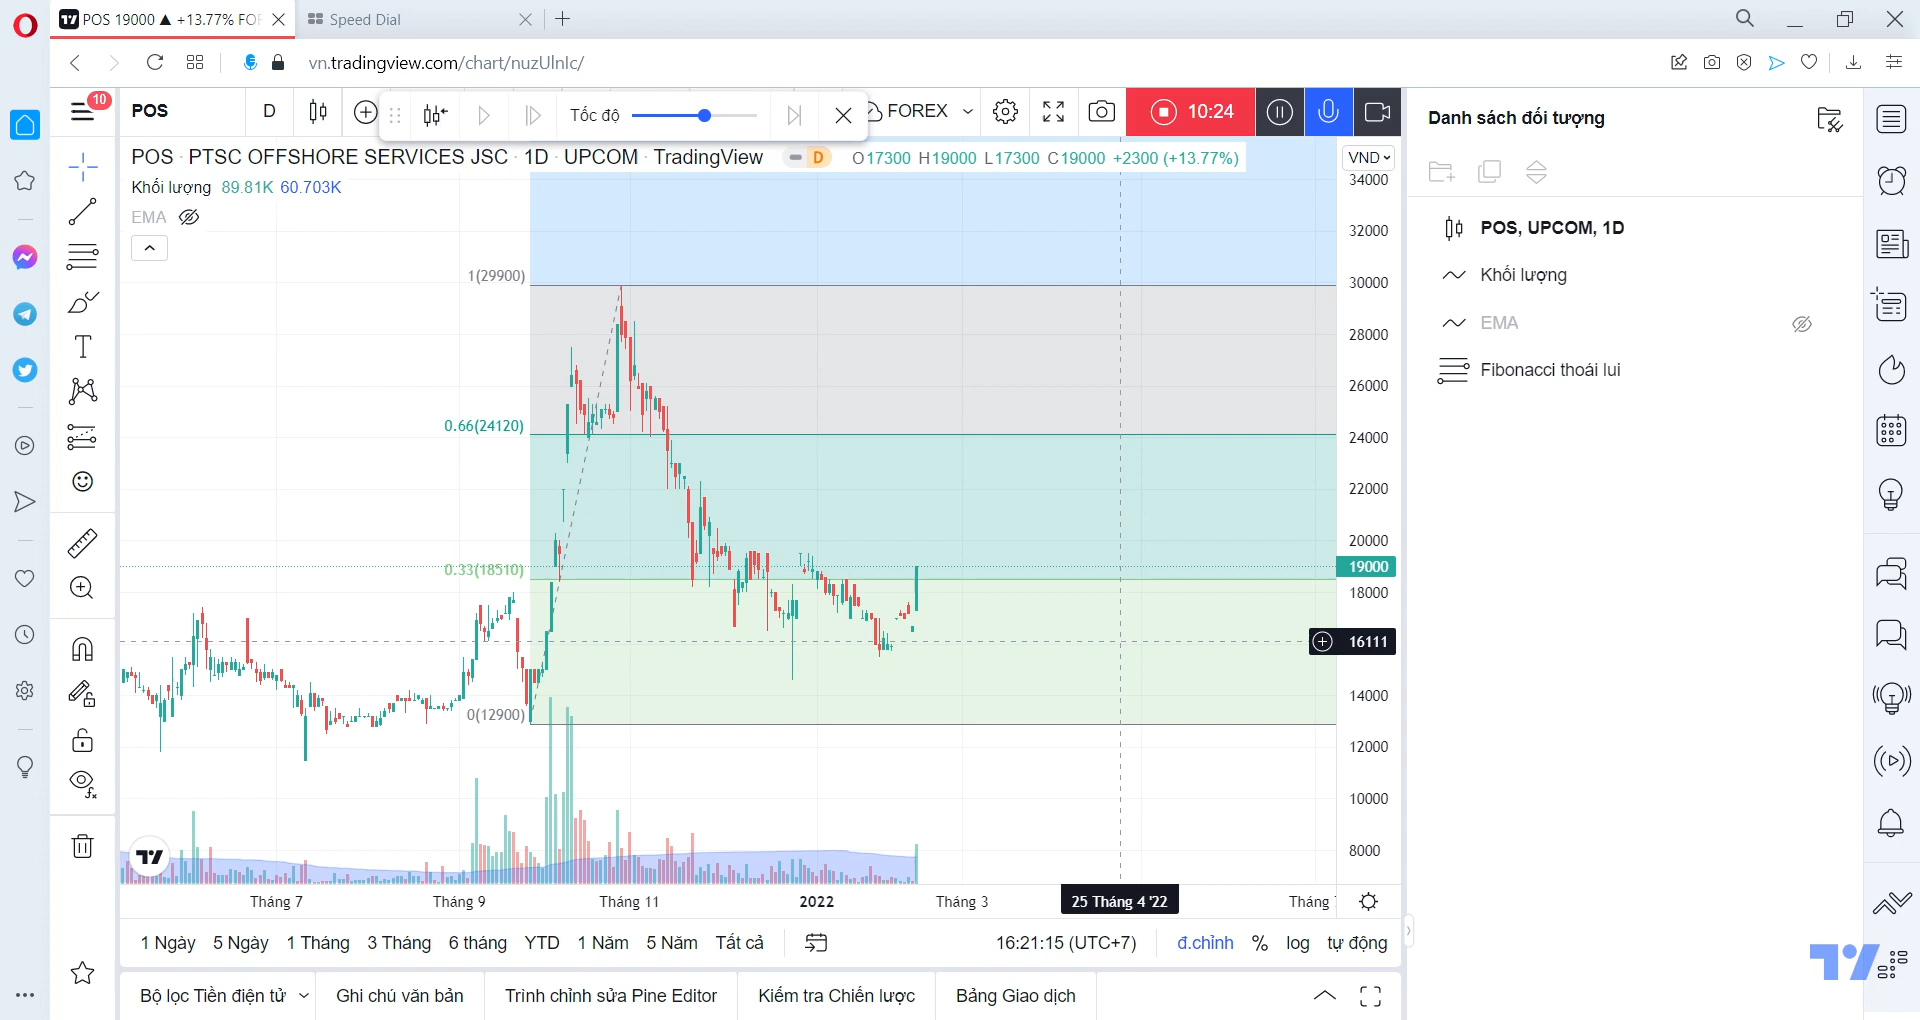 POS 19000 ▲ +13.77% FOR
Speed Dial
vn.tradingview.com/chart/nuzUlnIc/
10
POS
D
Tốc độ
FOREX
10:24
POS · PTSC OFFSHORE SERVICES JSC · 1D · UPCOM · TradingView
D
O17300 H19000 L17300 C19000 +2300 (+13.77%)
VND
Khối lượng 89.81K 60.703K
EMA
1(29900)
0.66(24120)
0.33(18510)
0(12900)
34000
32000
30000
28000
26000
24000
22000
20000
19000
18000
16111
14000
12000
10000
8000
Tháng 7
Tháng 9
Tháng 11
2022
Tháng 3
25 Tháng 4 '22
Tháng
1 Ngày
5 Ngày
1 Tháng
3 Tháng
6 tháng
YTD
1 Năm
5 Năm
Tất cả
16:21:15 (UTC+7)
đ.chỉnh
%
log
tự động
Bộ lọc Tiền điện tử
Ghi chú văn bản
Trình chỉnh sửa Pine Editor
Kiểm tra Chiến lược
Bảng Giao dịch
Danh sách đối tượng
POS, UPCOM, 1D
Khối lượng
EMA
Fibonacci thoái lui